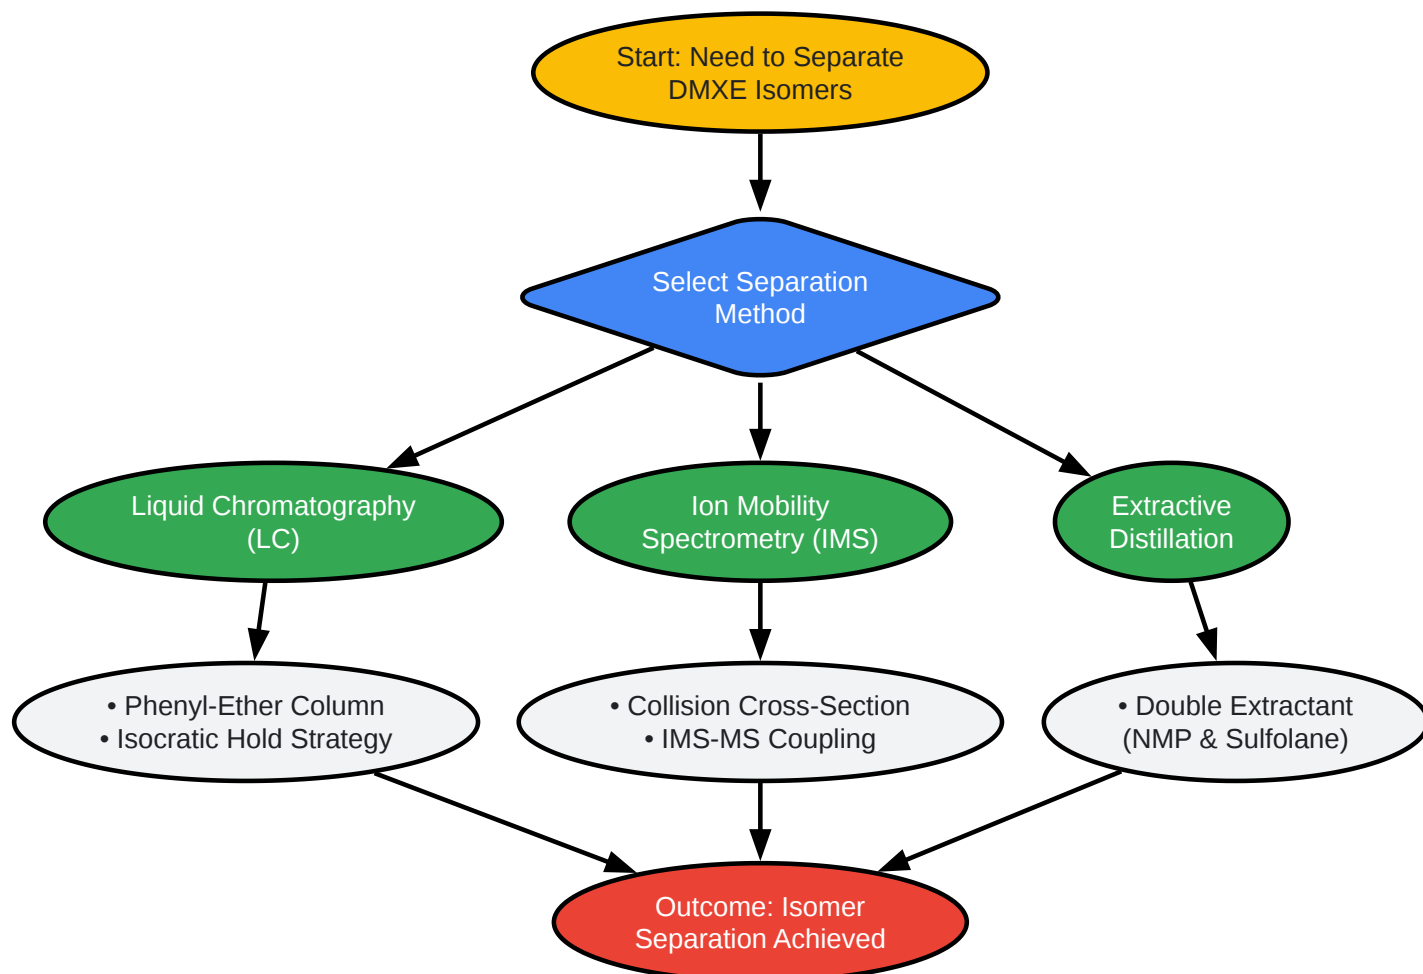 Start: Need to Separate
DMXE Isomers
Select Separation
Method
Liquid Chromatography
(LC)
Ion Mobility
Spectrometry (IMS)
Extractive
Distillation
• Phenyl-Ether Column
• Isocratic Hold Strategy
• Collision Cross-Section
• IMS-MS Coupling
• Double Extractant
(NMP & Sulfolane)
Outcome: Isomer
Separation Achieved